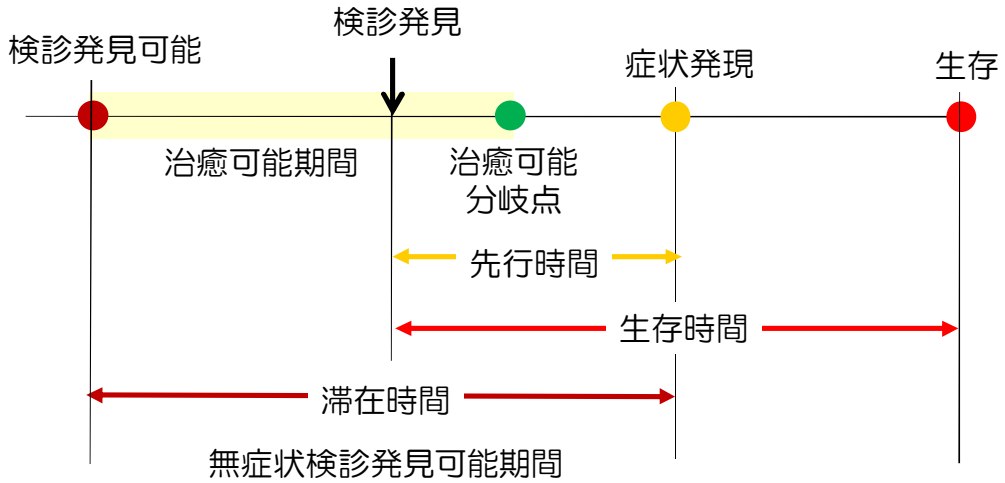 検診発見
検診発見可能
症状発現
生存
治癒可能期間
治癒可能
分岐点
先行時間
生存時間
滞在時間
無症状検診発見可能期間